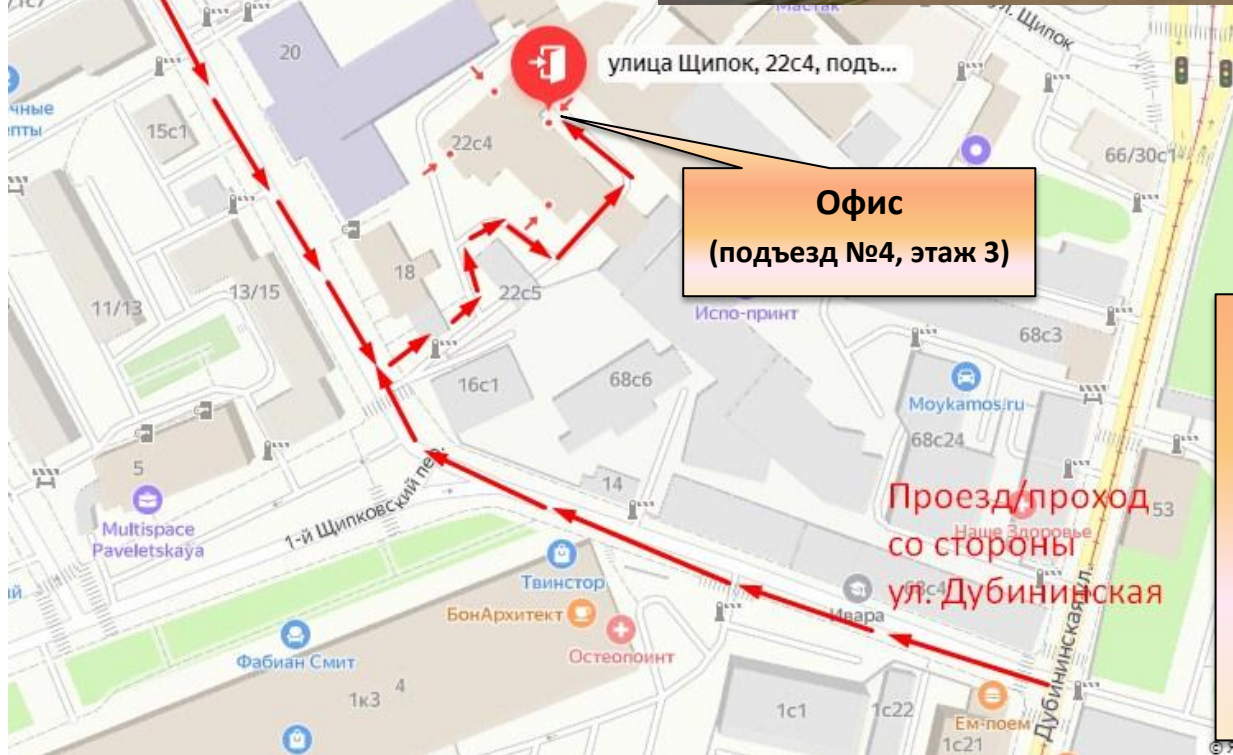 Мастак
ул. Щипок
20
улица Щипок, 22с4, подъ...
15с1
22с4
66/30с1
Офис
(подъезд №4, этаж 3)
18
13/15
11/13
22с5
Испо-принт
68с3
16с1
68с6
Moykamos.ru
68с24
5
14
Multispace
Paveletskaya
1-й Щипковский пер.
Проезд/проход
со стороны
ул. Дубининская
Наше Здоровье
53
Твинстор
БонАрхитект
Ивара
68с4
Остеопоинт
Фабиан Смит
Дубининская ул.
1к3
4
1с1
1с22
Ем-поем
1с21